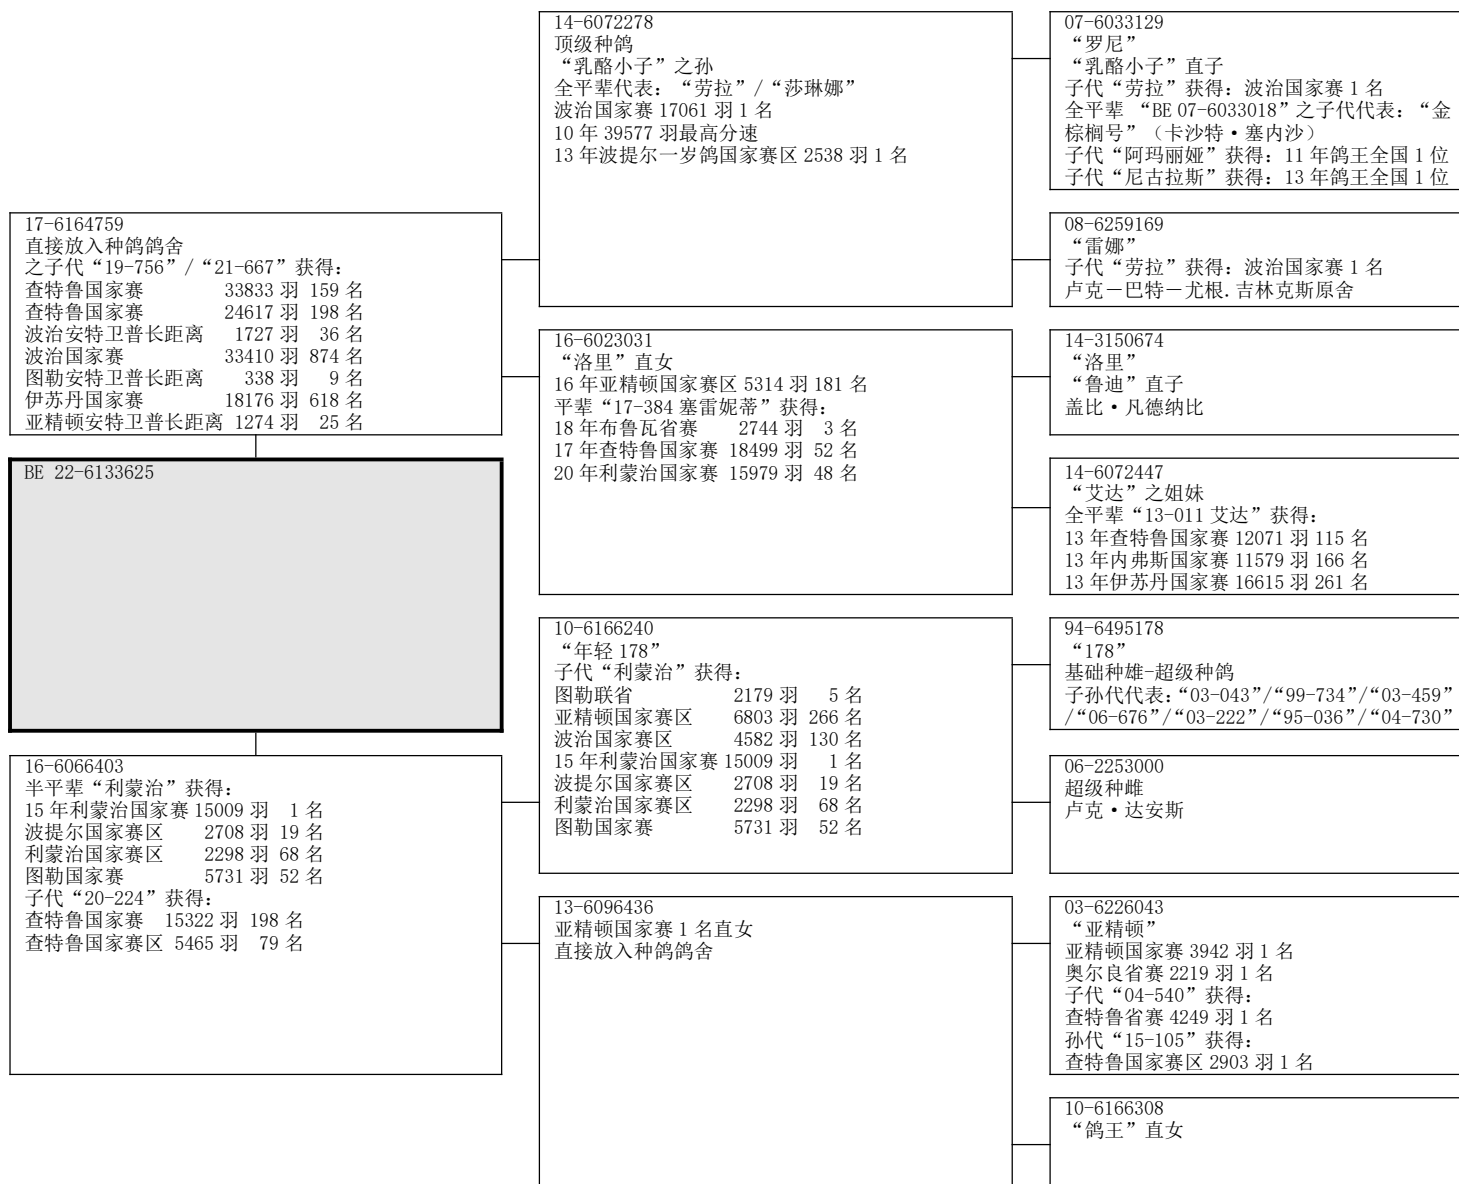 17-6164759
直接放入种鸽鸽舍
之子代“19-756”/“21-667”获得：
查特鲁国家赛 33833 羽 159 名
查特鲁国家赛 24617 羽 198 名
波治安特卫普长距离 1727 羽 36 名
波治国家赛 33410 羽 874 名
图勒安特卫普长距离 338 羽 9 名
伊苏丹国家赛 18176 羽 618 名
亚精顿安特卫普长距离 1274 羽 25 名
BE 22-6133625
16-6066403
半平辈“利蒙治”获得：
15 年利蒙治国家赛 15009 羽 1 名
波提尔国家赛区 2708 羽 19 名
利蒙治国家赛区 2298 羽 68 名
图勒国家赛 5731 羽 52 名
子代“20-224”获得：
查特鲁国家赛 15322 羽 198 名
查特鲁国家赛区 5465 羽 79 名
14-6072278
顶级种鸽
“乳酪小子”之孙
全平辈代表：“劳拉”/“莎琳娜”
波治国家赛 17061 羽 1 名
10 年 39577 羽最高分速
13 年波提尔一岁鸽国家赛区 2538 羽 1 名
16-6023031
“洛里”直女
16 年亚精顿国家赛区 5314 羽 181 名
平辈“17-384 塞雷妮蒂”获得：
18 年布鲁瓦省赛 2744 羽 3 名
17 年查特鲁国家赛 18499 羽 52 名
20 年利蒙治国家赛 15979 羽 48 名
10-6166240
“年轻 178”
子代“利蒙治”获得：
图勒联省 2179 羽 5 名
亚精顿国家赛区 6803 羽 266 名
波治国家赛区 4582 羽 130 名
15 年利蒙治国家赛 15009 羽 1 名
波提尔国家赛区 2708 羽 19 名
利蒙治国家赛区 2298 羽 68 名
图勒国家赛 5731 羽 52 名
13-6096436
亚精顿国家赛 1 名直女
直接放入种鸽鸽舍
07-6033129
“罗尼”
“乳酪小子”直子
子代“劳拉”获得：波治国家赛 1 名
全平辈 “BE 07-6033018”之子代代表：“金
棕榈号”（卡沙特·塞内沙）
子代“阿玛丽娅”获得：11 年鸽王全国 1 位
子代“尼古拉斯”获得：13 年鸽王全国 1 位
08-6259169
“雷娜”
子代“劳拉”获得：波治国家赛 1 名
卢克－巴特－尤根.吉林克斯原舍
14-3150674
“洛里”
“鲁迪”直子
盖比·凡德纳比
14-6072447
“艾达”之姐妹
全平辈“13-011 艾达”获得：
13 年查特鲁国家赛 12071 羽 115 名
13 年内弗斯国家赛 11579 羽 166 名
13 年伊苏丹国家赛 16615 羽 261 名
94-6495178
“178”
基础种雄-超级种鸽
子孙代代表：“03-043”/“99-734”/“03-459”
/“06-676”/“03-222”/“95-036”/“04-730”
06-2253000
超级种雌
卢克·达安斯
03-6226043
“亚精顿”
亚精顿国家赛 3942 羽 1 名
奥尔良省赛 2219 羽 1 名
子代“04-540”获得：
查特鲁省赛 4249 羽 1 名
孙代“15-105”获得：
查特鲁国家赛区 2903 羽 1 名
10-6166308
“鸽王”直女